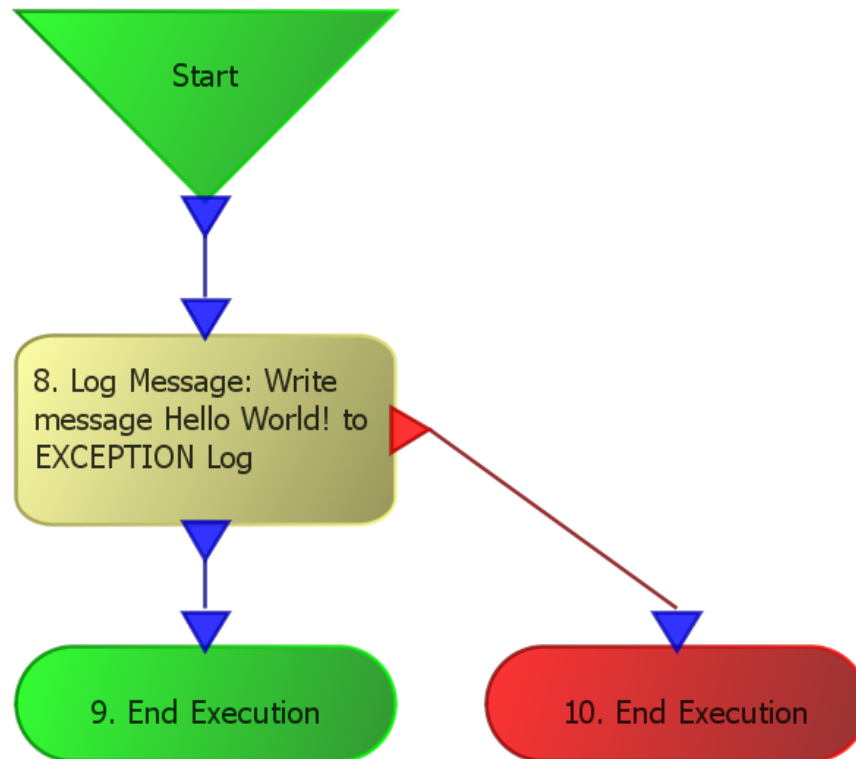 Start
8. Log Message: Write
message Hello World! to
EXCEPTION Log
9. End Execution
10. End Execution